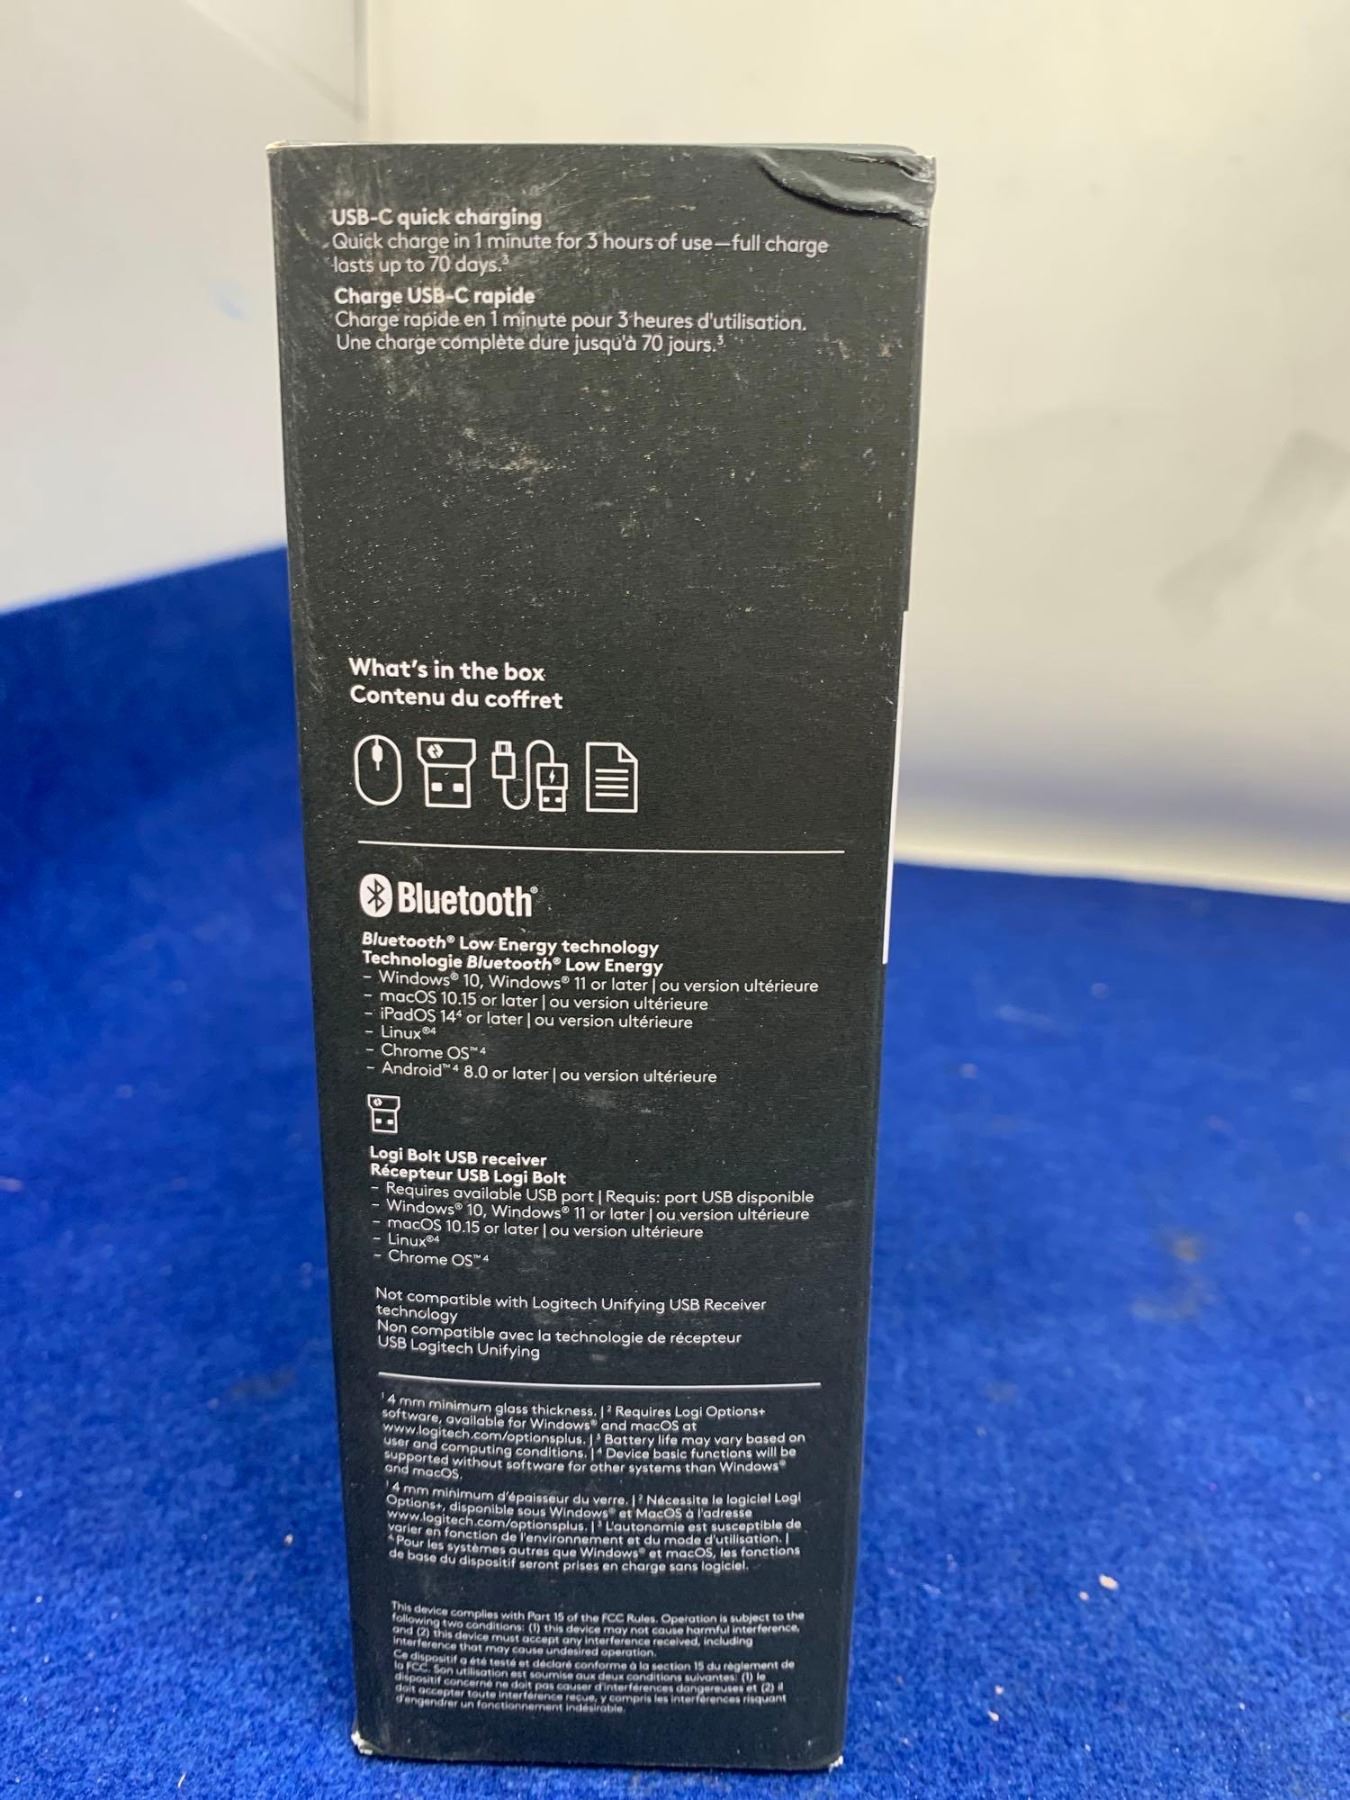 USB-C quick charging
Quick charge in 1 minute for 3 hours of use—full charge
lasts up to 70 days.³
Charge USB-C rapide
Charge rapide en 1 minute pour 3 heures d'utilisation.
Une charge complète dure jusqu'à 70 jours.³
What's in the box
Contenu du coffret
Bluetooth®
Bluetooth® Low Energy technology
Technologie Bluetooth® Low Energy
- Windows® 10, Windows® 11 or later | ou version ultérieure
- macOS 10.15 or later | ou version ultérieure
- iPadOS 14⁴ or later | ou version ultérieure
- Linux®⁴
- Chrome OS™⁴
- Android™⁴ 8.0 or later | ou version ultérieure
Logi Bolt USB receiver
Récepteur USB Logi Bolt
- Requires available USB port | Requis: port USB disponible
- Windows® 10, Windows® 11 or later | ou version ultérieure
- macOS 10.15 or later | ou version ultérieure
- Linux®⁴
- Chrome OS™⁴
Not compatible with Logitech Unifying USB Receiver
technology
Non compatible avec la technologie de récepteur
USB Logitech Unifying
¹ 4 mm minimum glass thickness. | ² Requires Logi Options+
software, available for Windows® and macOS at
www.logitech.com/optionsplus. | ³ Battery life may vary based on
user and computing conditions. | ⁴ Device basic functions will be
supported without software for other systems than Windows®
and macOS.
¹ 4 mm minimum d'épaisseur du verre. | ² Nécessite le logiciel Logi
Options+, disponible sous Windows® et MacOS à l'adresse
www.logitech.com/optionsplus. | ³ L'autonomie est susceptible de
varier en fonction de l'environnement et du mode d'utilisation. |
⁴ Pour les systèmes autres que Windows® et macOS, les fonctions
de base du dispositif seront prises en charge sans logiciel.
This device complies with Part 15 of the FCC Rules. Operation is subject to the
following two conditions: (1) this device may not cause harmful interference,
and (2) this device must accept any interference received, including
interference that may cause undesired operation.
Ce dispositif a été testé et déclaré conforme à la section 15 du règlement de
la FCC. Son utilisation est soumise aux deux conditions suivantes: (1) le
dispositif concerné ne doit pas causer d'interférences dangereuses et (2) il
doit accepter toute interférence reçue, y compris les interférences risquant
d'engendrer un fonctionnement indésirable.